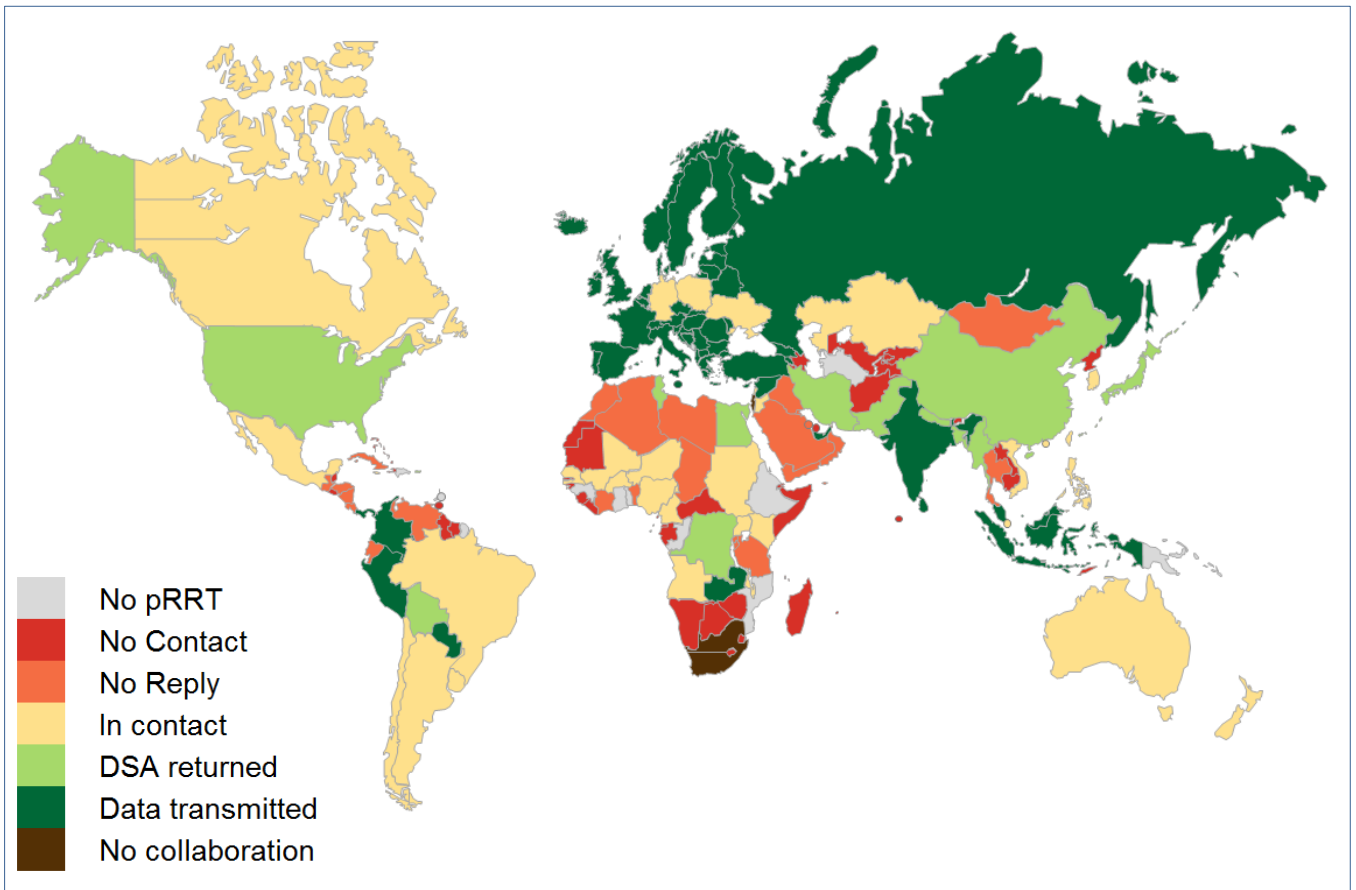 No pRRT
No Contact
No Reply
In contact
DSA returned
Data transmitted
No collaboration